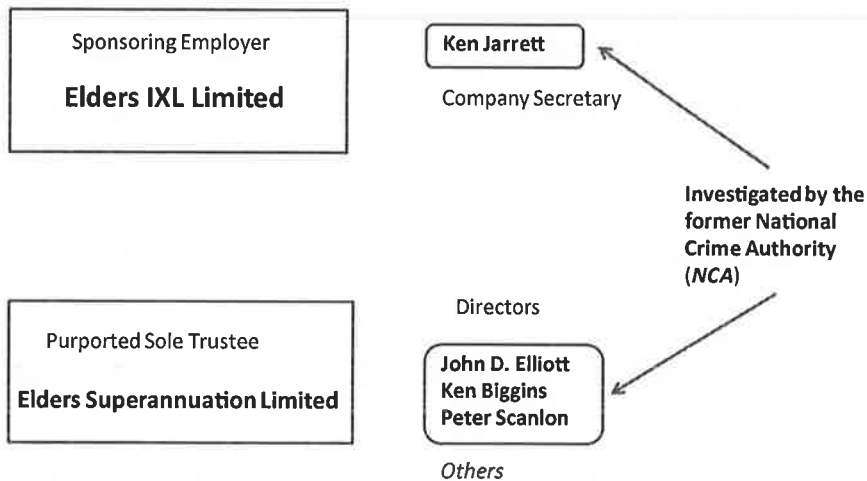 Sponsoring Employer
Elders IXL Limited
Ken Jarrett
Company Secretary
Investigated by the
former National
Crime Authority
(NCA)
Purported Sole Trustee
Elders Superannuation Limited
Directors
John D. Elliott
Ken Biggins
Peter Scanlon
Others